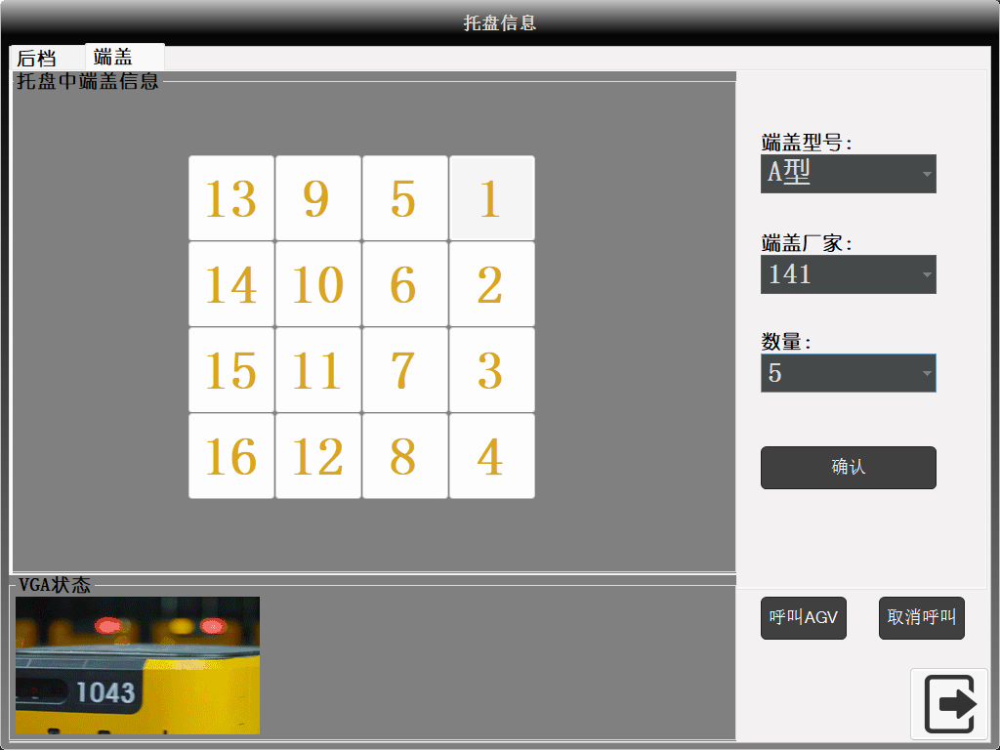 托盘信息
后档 端盖
托盘中端盖信息
13 9 5 1
14 10 6 2
15 11 7 3
16 12 8 4
端盖型号:
A型
端盖厂家:
141
数量:
5
确认
VGA状态
1043
呼叫AGV 取消呼叫